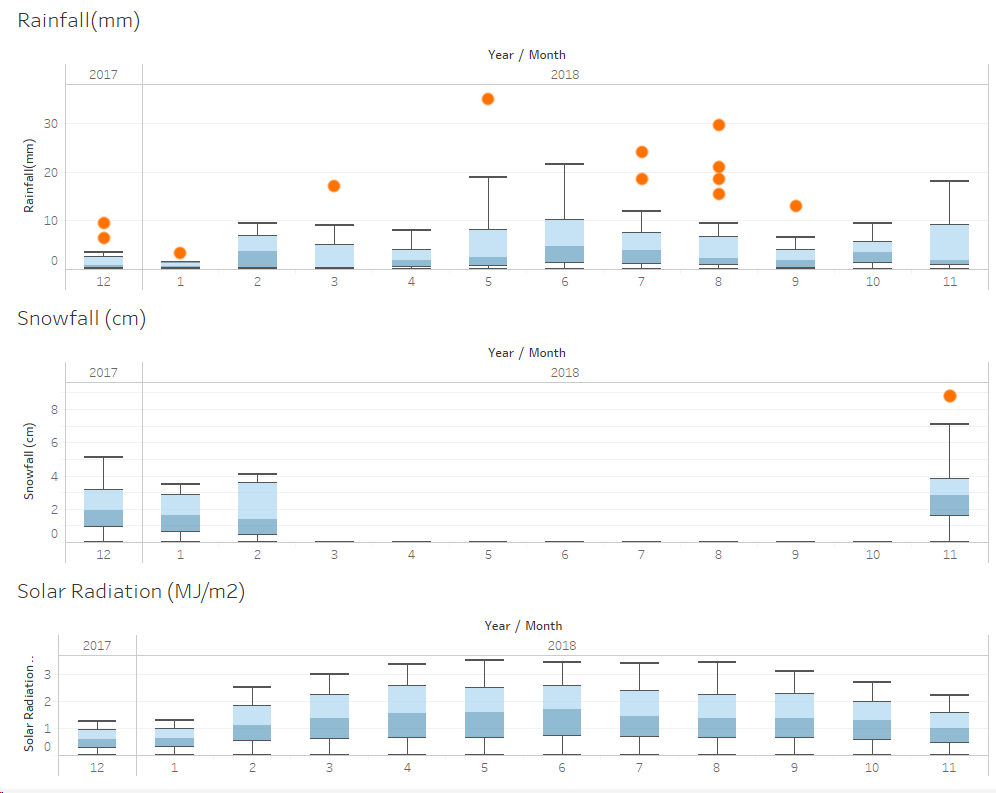 Rainfall(mm)
Year / Month
2017 2018
Rainfall(mm)
30
20
10
0
12 1 2 3 4 5 6 7 8 9 10 11
Snowfall (cm)
Year / Month
2017 2018
Snowfall (cm)
8
6
4
2
0
12 1 2 3 4 5 6 7 8 9 10 11
Solar Radiation (MJ/m2)
Year / Month
2017 2018
Solar Radiation ..
3
2
1
0
12 1 2 3 4 5 6 7 8 9 10 11